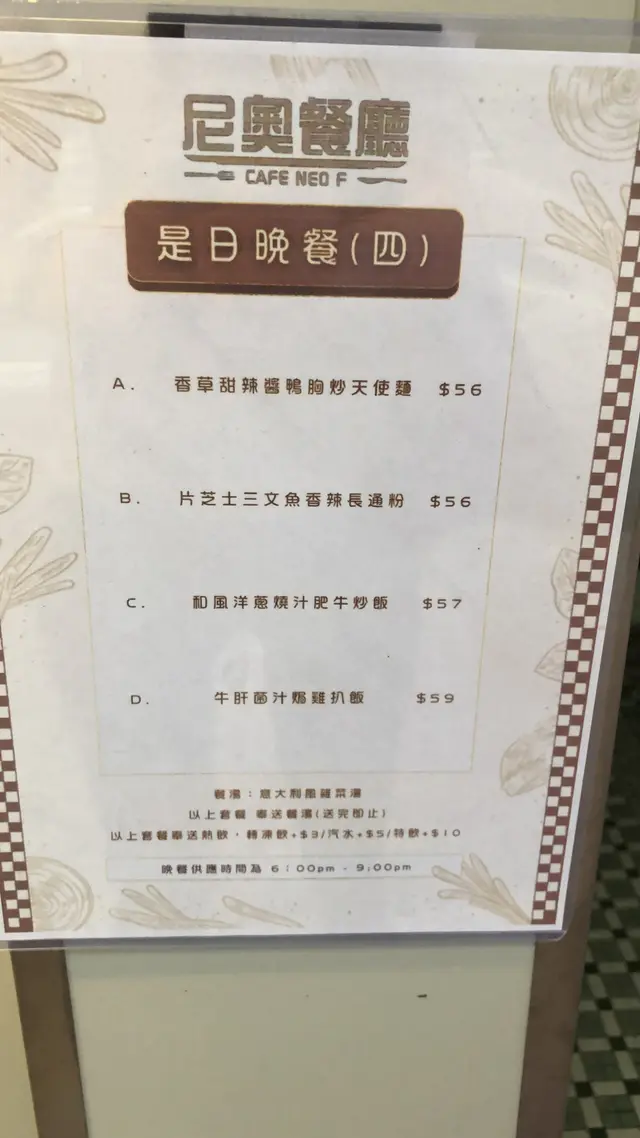 尼奧餐廳
CAFE NEO F
是日晚餐(四)
A. 香草甜辣醬鴨胸炒天使麵 $56
B. 片芝士三文魚香辣長通粉 $56
C. 和風洋蔥燒汁肥牛炒飯 $57
D. 牛肝菌汁焗雞扒飯 $59
餐湯：意大利風雜菜湯
以上套餐 奉送餐湯(送完即止)
以上套餐奉送熱飲，轉凍飲+$3/汽水+$5/特飲+$10
晚餐供應時間為 6：00pm - 9:00pm